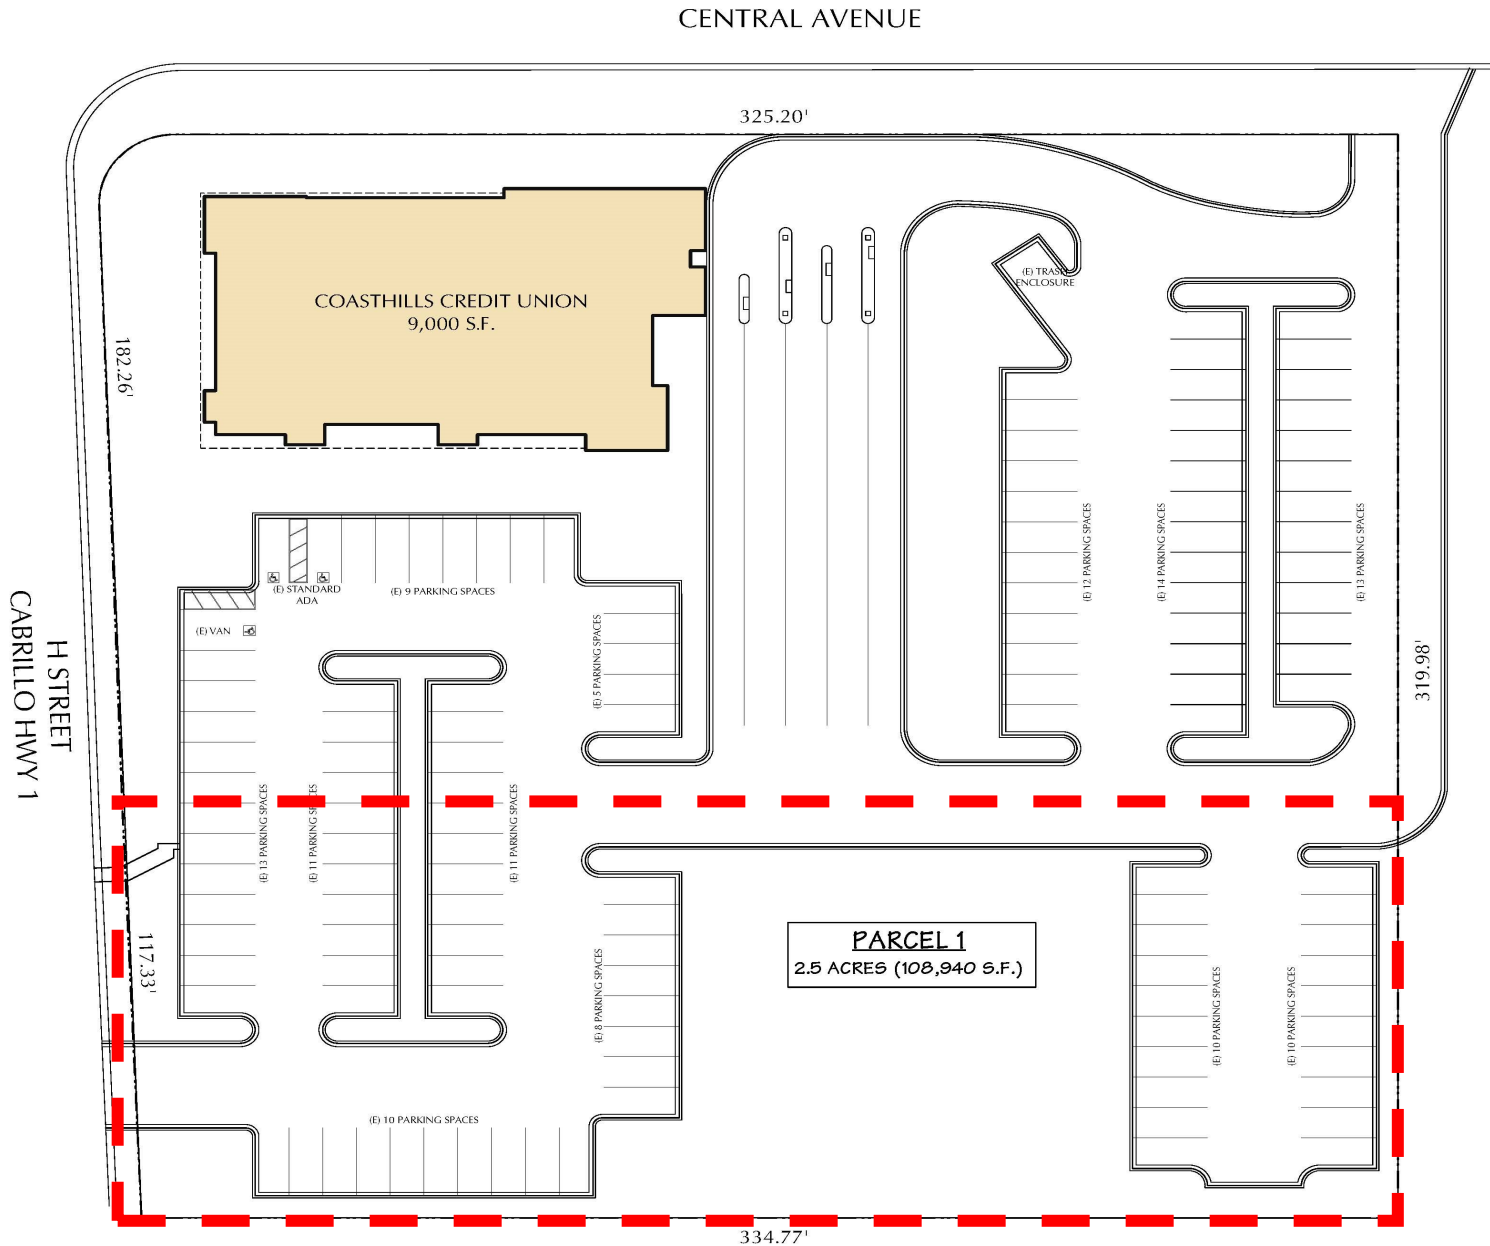 CENTRAL AVENUE
325.20'
COASTHILLS CREDIT UNION
9,000 S.F.
(E) TRASH
ENCLOSURE
182.26'
(E) 12 PARKING SPACES
(E) 14 PARKING SPACES
(E) 13 PARKING SPACES
(E) STANDARD
ADA
(E) 9 PARKING SPACES
(E) VAN
(E) 5 PARKING SPACES
H STREET
CABRILLO HWY 1
319.98'
(E) 13 PARKING SPACES
(E) 11 PARKING SPACES
(E) 11 PARKING SPACES
117.33'
PARCEL 1
2.5 ACRES (108,940 S.F.)
(E) 8 PARKING SPACES
(E) 10 PARKING SPACES
(E) 10 PARKING SPACES
(E) 10 PARKING SPACES
334.77'